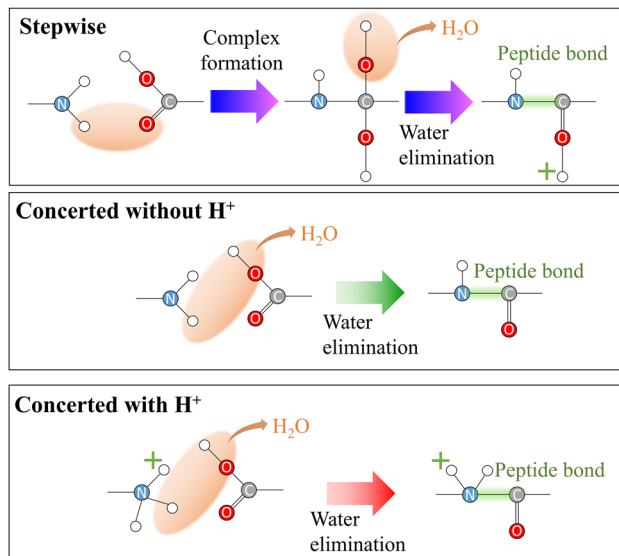 Stepwise
Complex
formation
H₂O
Peptide bond
N
O
C
O
N
O
C
O
N
C
O
+
Water
elimination
Concerted without H⁺
H₂O
Peptide bond
N
O
C
O
N
C
O
Water
elimination
Concerted with H⁺
H₂O
+
N
O
C
O
+
Peptide bond
N
C
O
Water
elimination